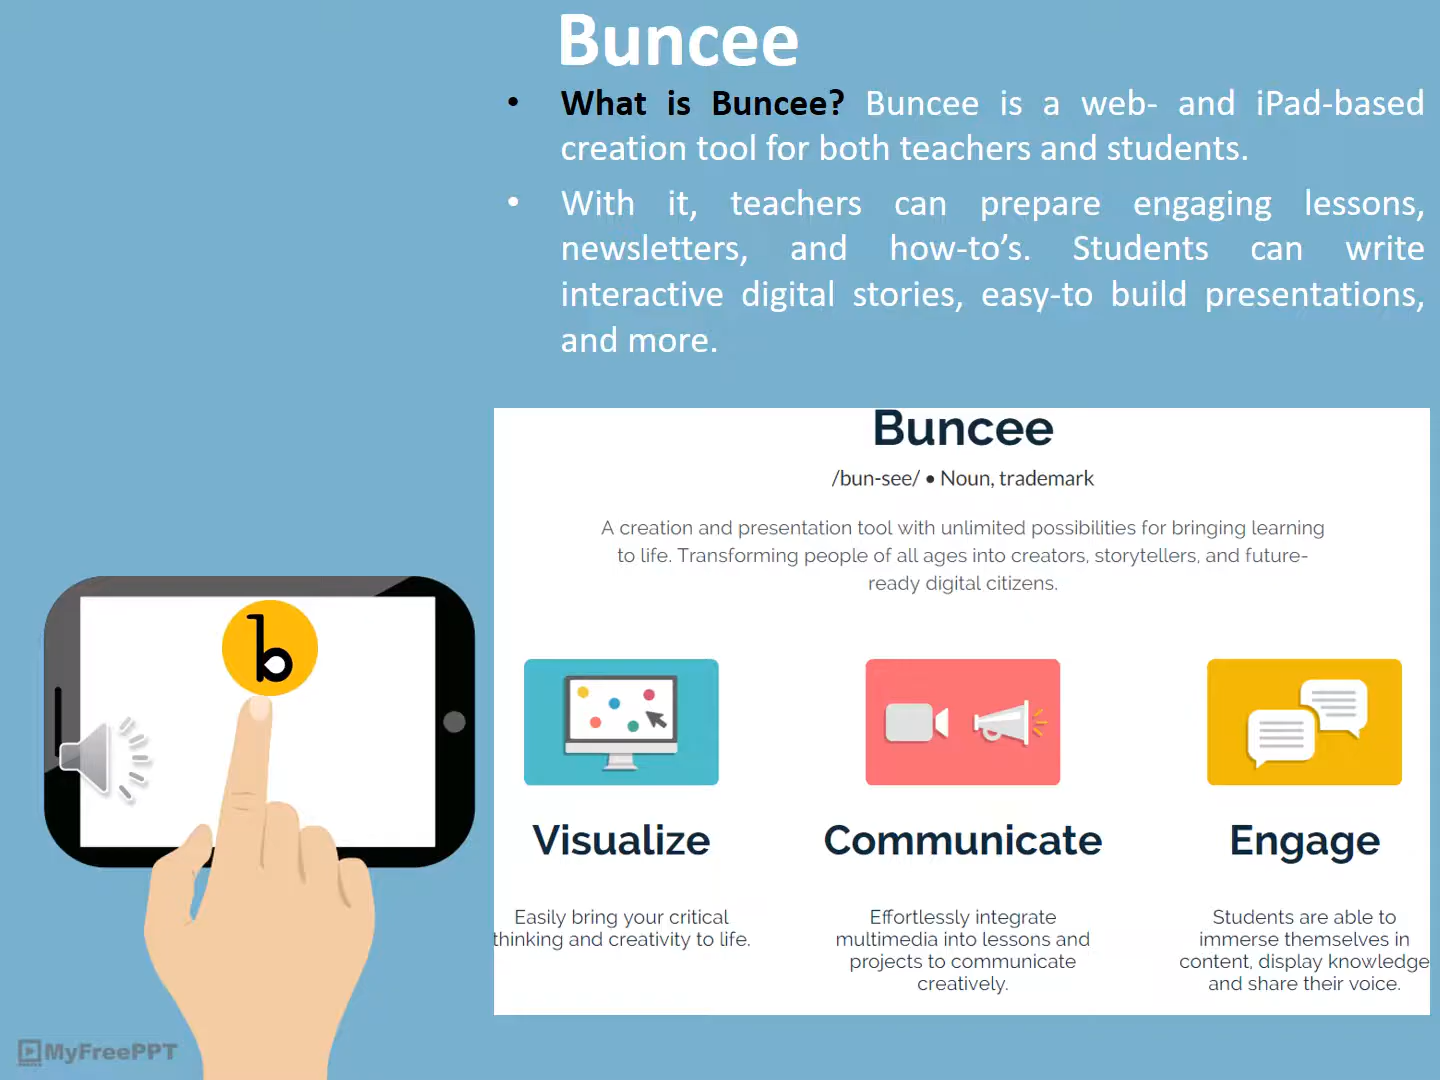 Buncee
• What is Buncee? Buncee is a web- and iPad-based
creation tool for both teachers and students.
• With it, teachers can prepare engaging lessons,
newsletters, and how-to’s. Students can write
interactive digital stories, easy-to build presentations,
and more.
Buncee
/bun-see/ • Noun, trademark
A creation and presentation tool with unlimited possibilities for bringing learning
to life. Transforming people of all ages into creators, storytellers, and future-
ready digital citizens.
b
Visualize
Easily bring your critical
thinking and creativity to life.
Communicate
Effortlessly integrate
multimedia into lessons and
projects to communicate
creatively.
Engage
Students are able to
immerse themselves in
content, display knowledge
and share their voice.
MyFreePPT